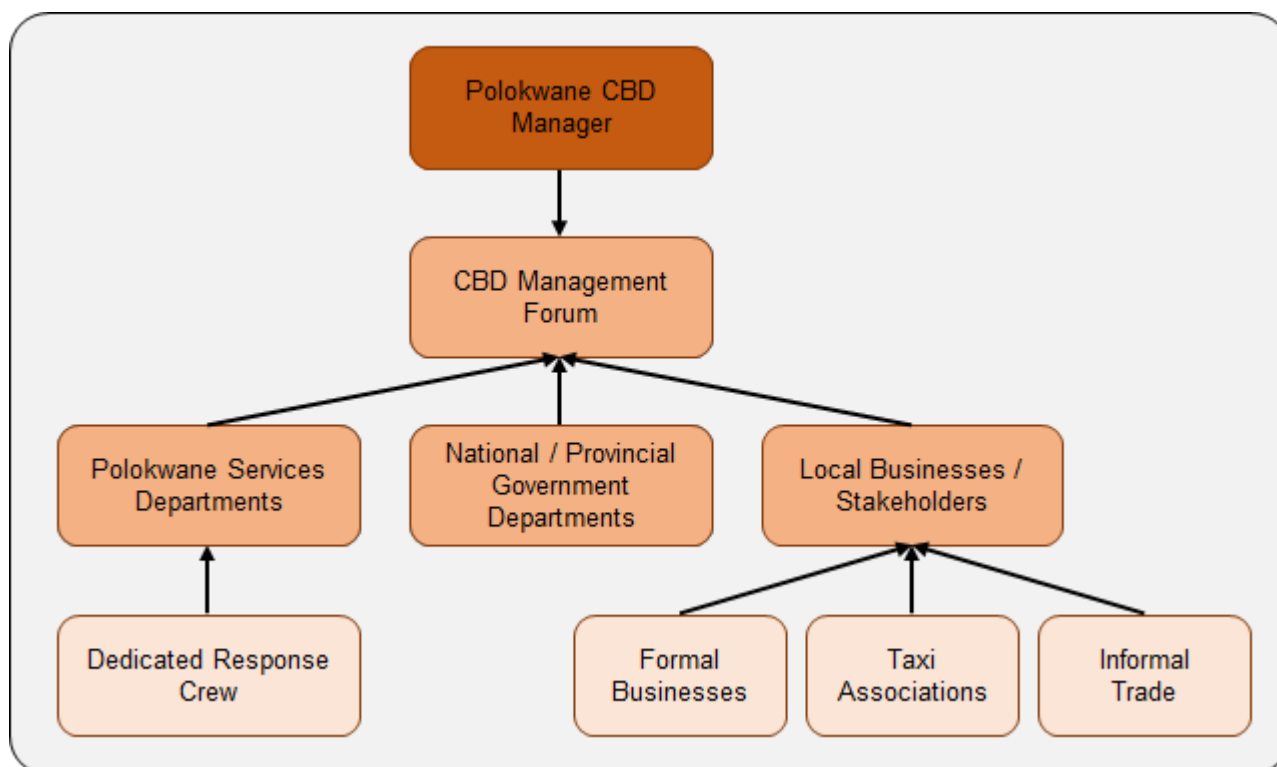 Polokwane CBD
Manager
CBD Management
Forum
Polokwane Services
Departments
National / Provincial
Government
Departments
Local Businesses /
Stakeholders
Dedicated Response
Crew
Formal
Businesses
Taxi
Associations
Informal
Trade